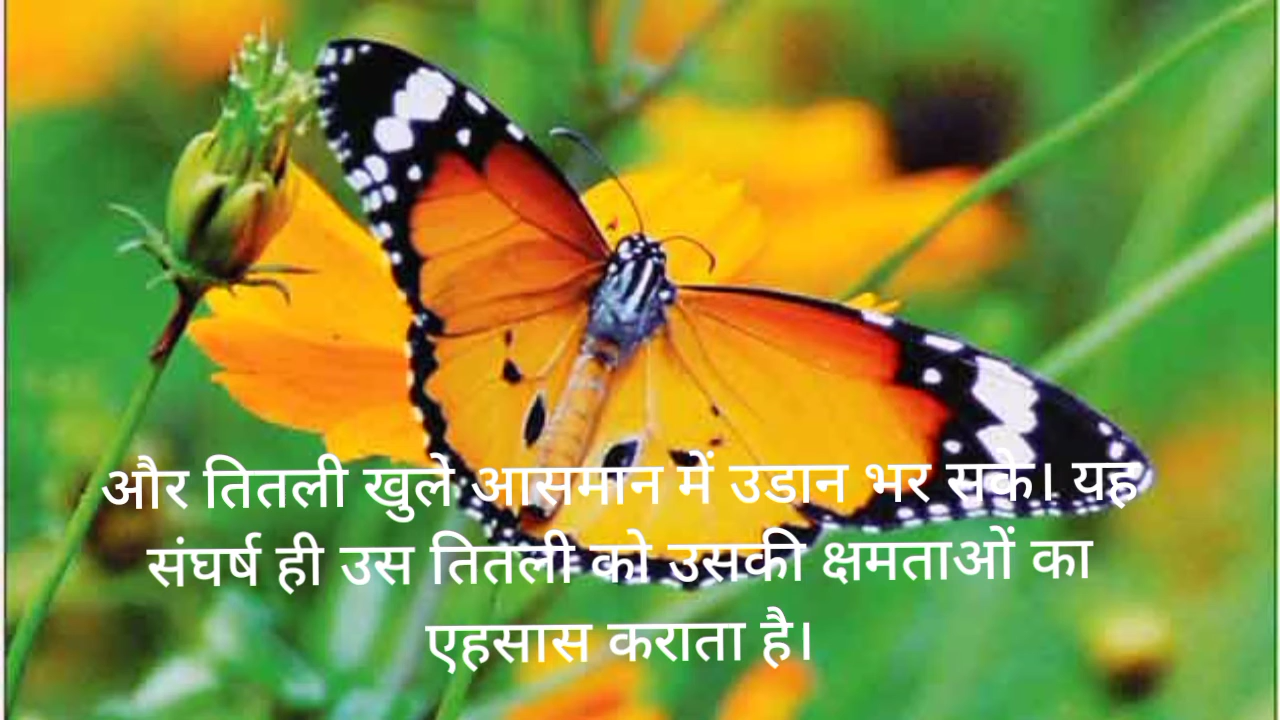 और तितली खुले आसमान में उडान भर सके। यह
संघर्ष ही उस तितली को उसकी क्षमताओं का
एहसास कराता है।